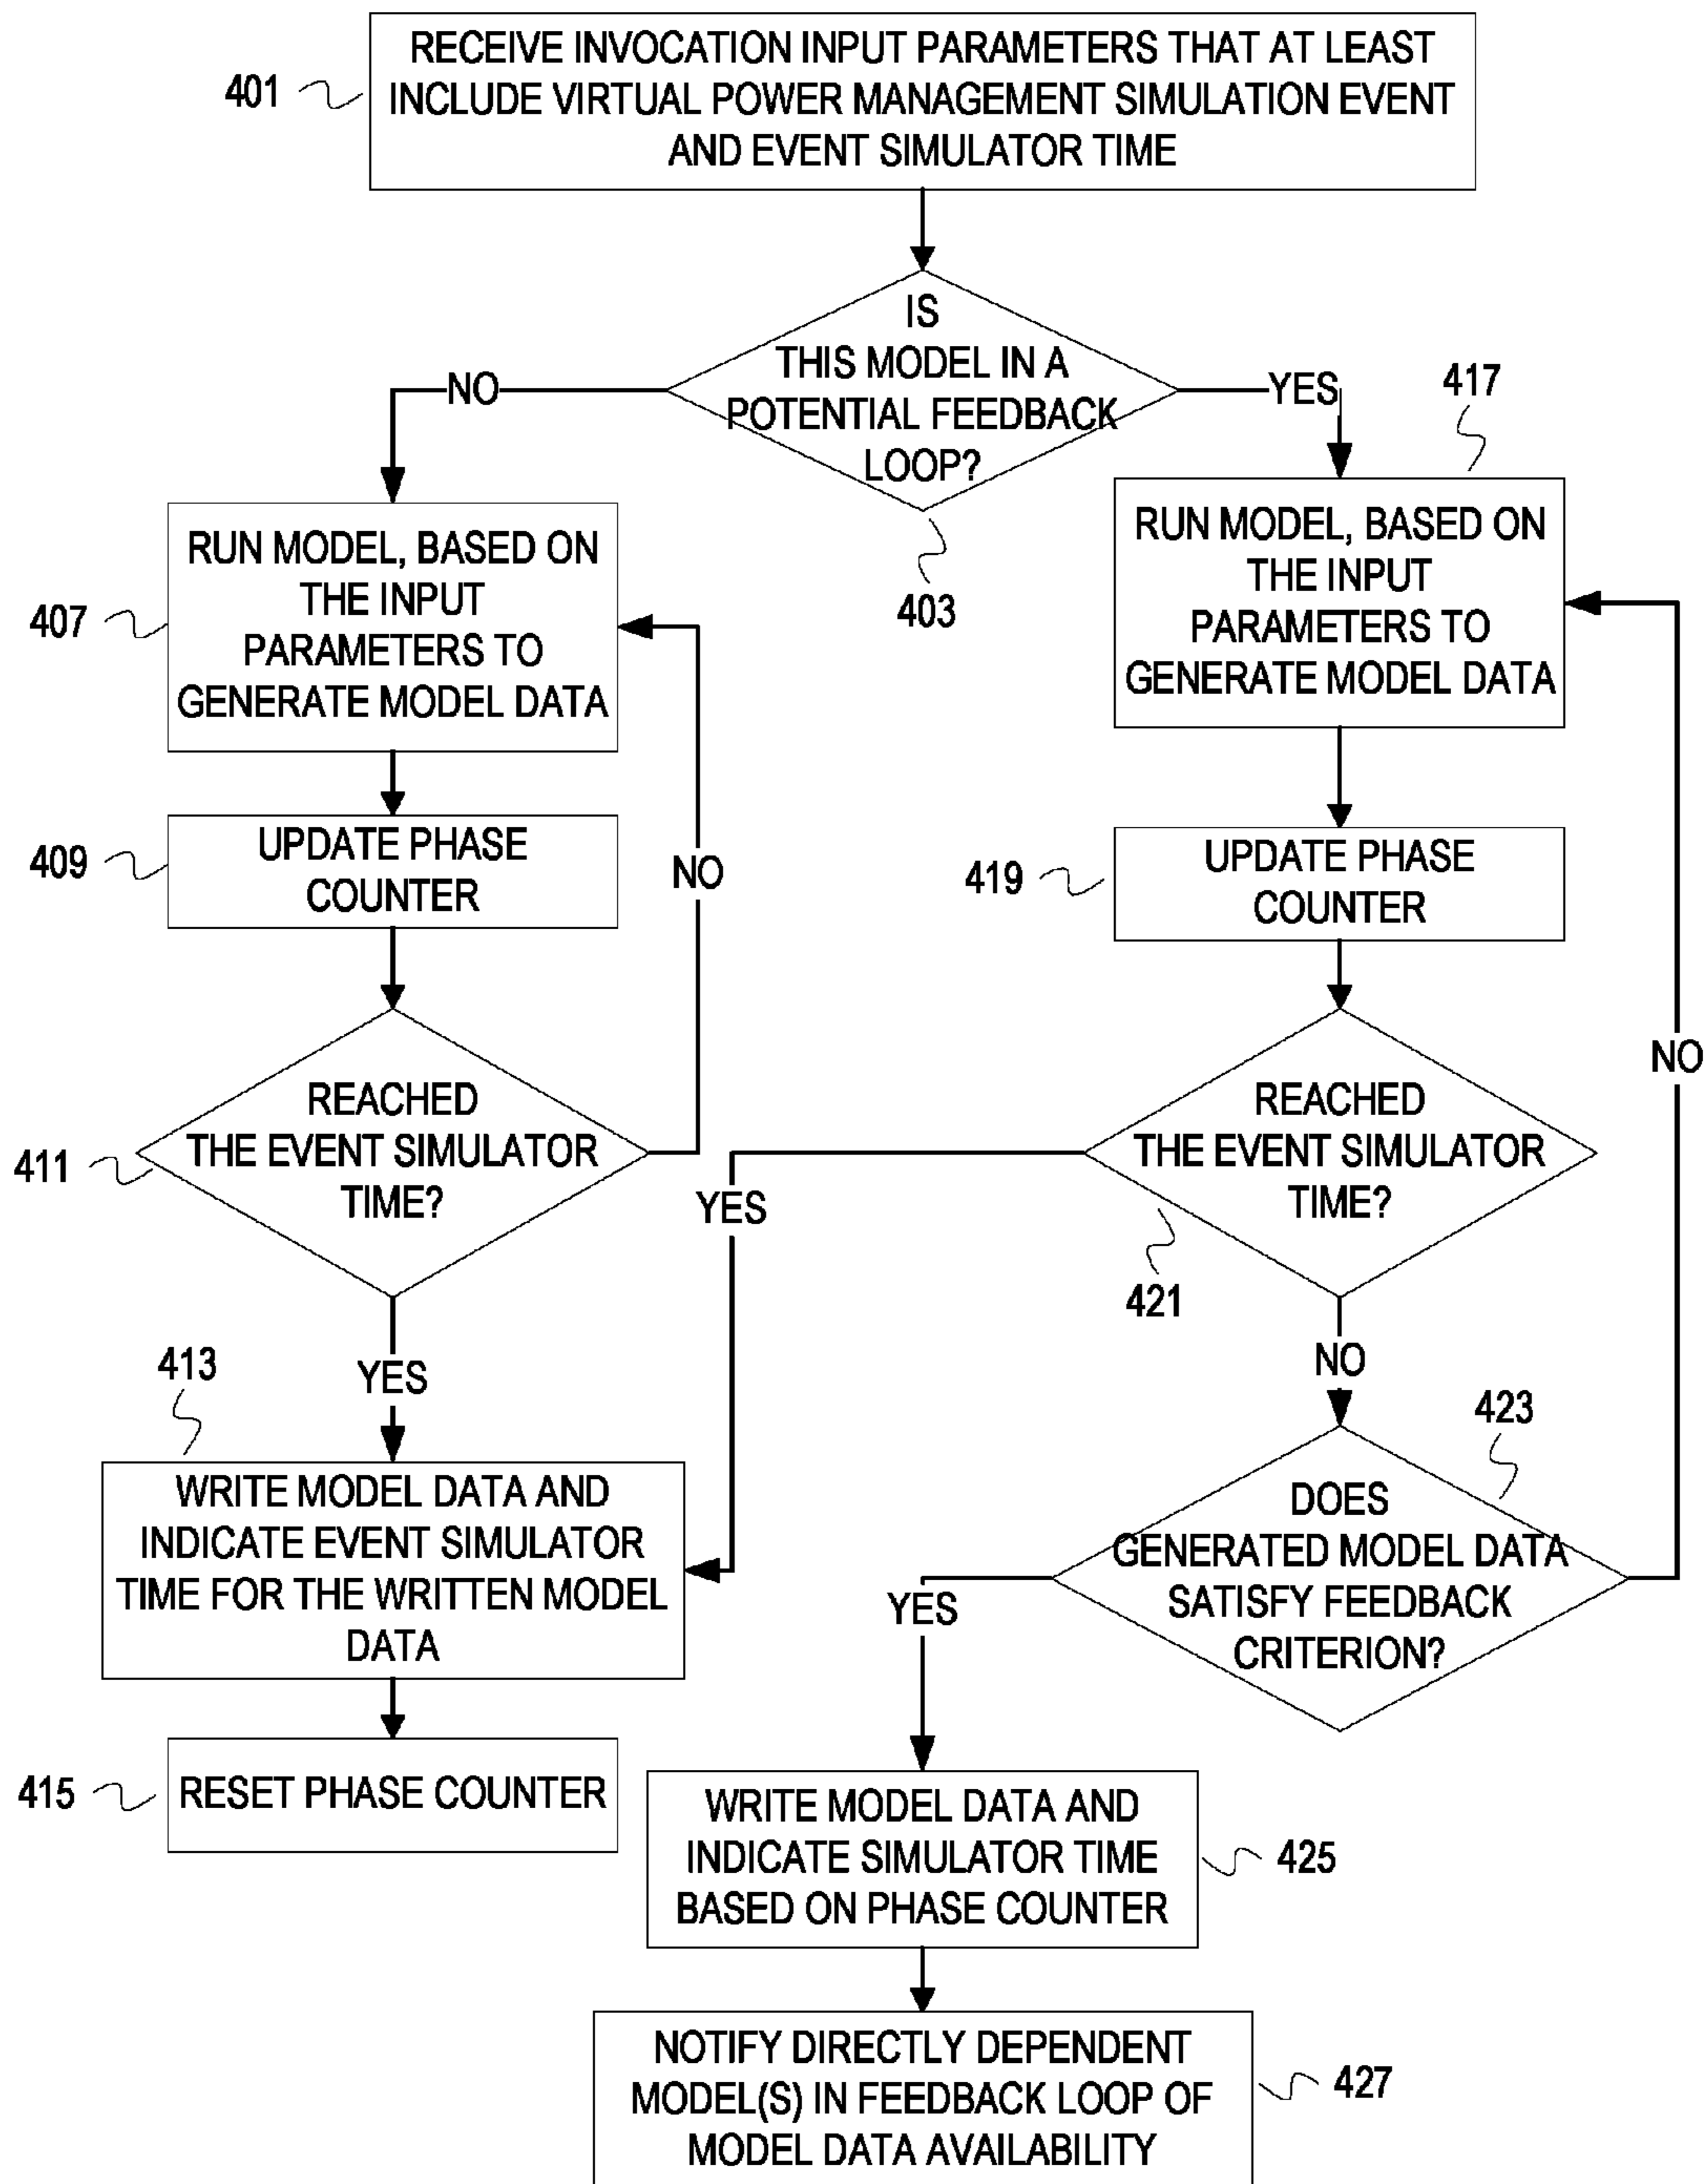 RECEIVE INVOCATION INPUT PARAMETERS THAT AT LEAST
INCLUDE VIRTUAL POWER MANAGEMENT SIMULATION EVENT
AND EVENT SIMULATOR TIME
401
IS
THIS MODEL IN A
POTENTIAL FEEDBACK
LOOP?
403
NO
YES
417
RUN MODEL, BASED ON
THE INPUT
PARAMETERS TO
GENERATE MODEL DATA
407
RUN MODEL, BASED ON
THE INPUT
PARAMETERS TO
GENERATE MODEL DATA
UPDATE PHASE
COUNTER
409
NO
UPDATE PHASE
COUNTER
419
NO
REACHED
THE EVENT SIMULATOR
TIME?
411
YES
REACHED
THE EVENT SIMULATOR
TIME?
421
YES
NO
413
423
WRITE MODEL DATA AND
INDICATE EVENT SIMULATOR
TIME FOR THE WRITTEN MODEL
DATA
DOES
GENERATED MODEL DATA
SATISFY FEEDBACK
CRITERION?
YES
RESET PHASE COUNTER
415
WRITE MODEL DATA AND
INDICATE SIMULATOR TIME
BASED ON PHASE COUNTER
425
NOTIFY DIRECTLY DEPENDENT
MODEL(S) IN FEEDBACK LOOP OF
MODEL DATA AVAILABILITY
427